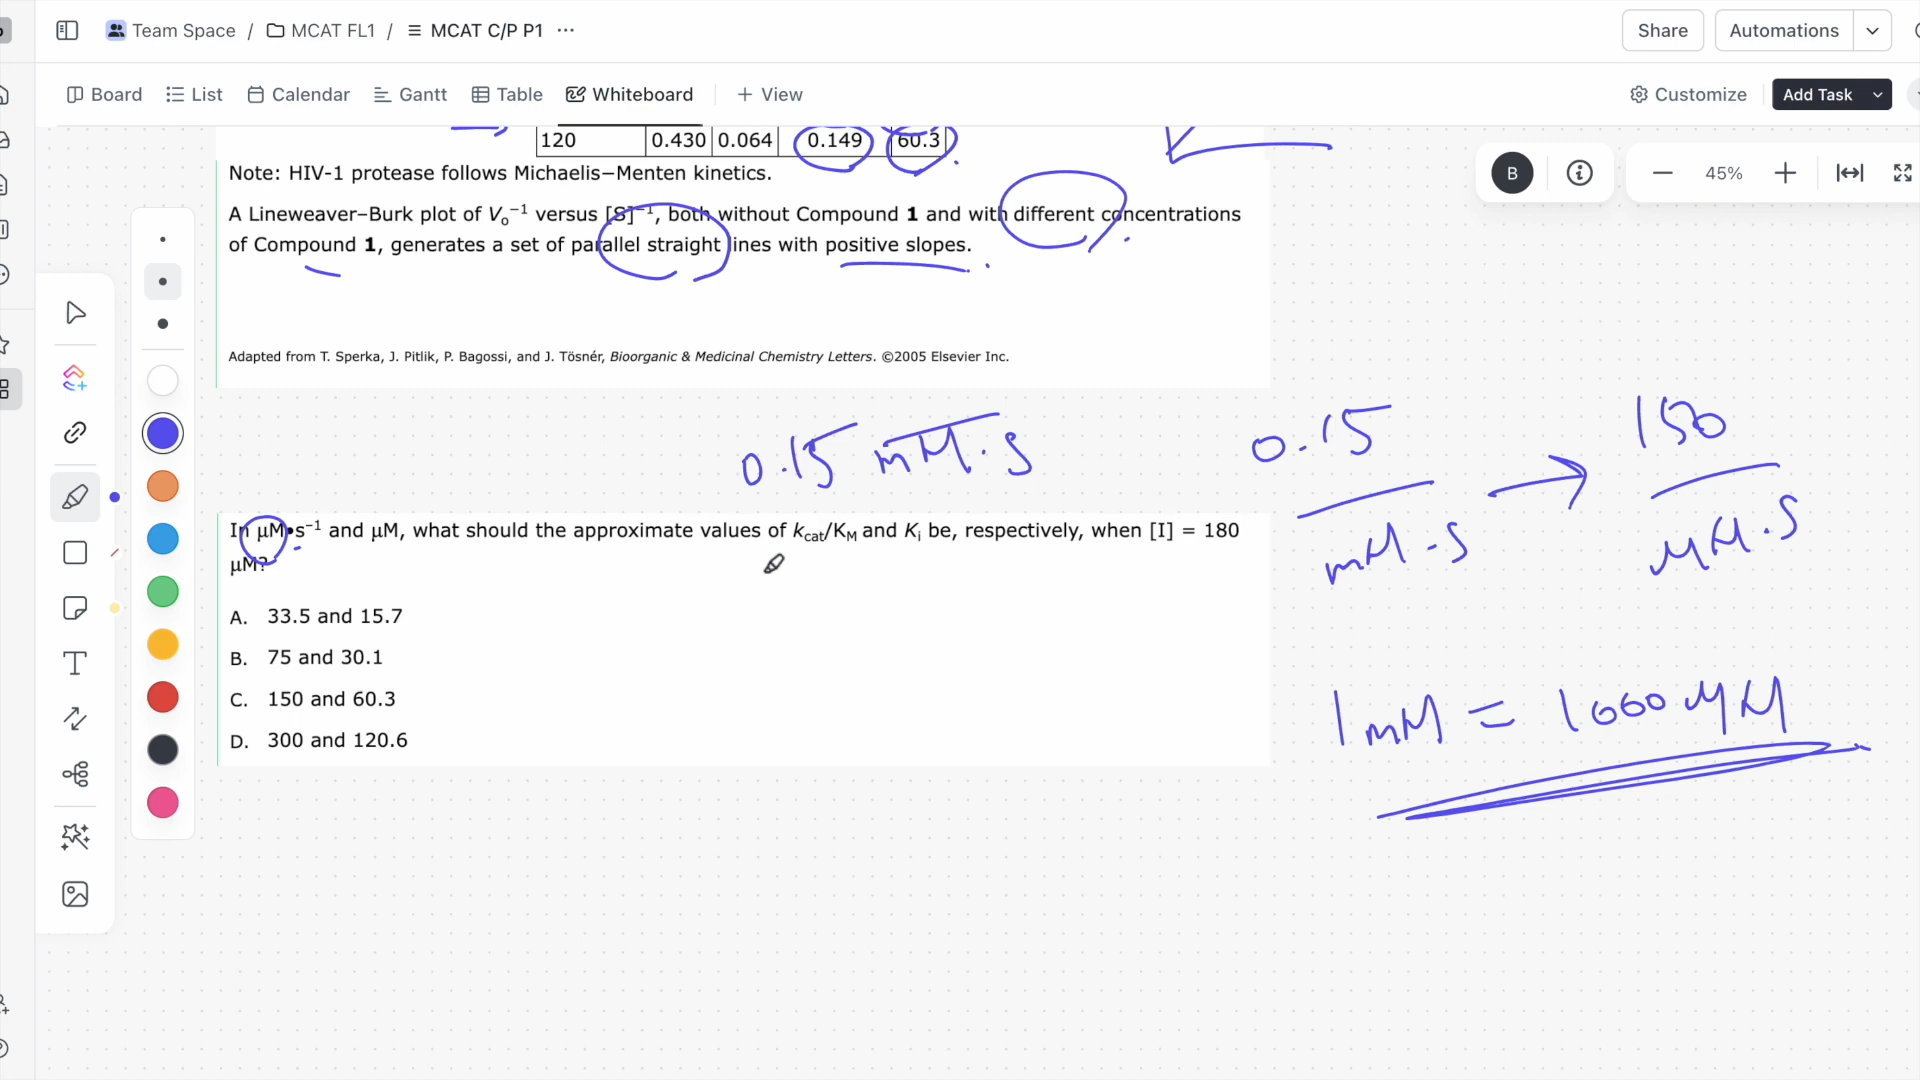 Team Space / MCAT FL1 / MCAT C/P P1 ...
Share
Automations
Board
List
Calendar
Gantt
Table
Whiteboard
+ View
Customize
Add Task
120 0.430 0.064 0.149 60.3
Note: HIV-1 protease follows Michaelis−Menten kinetics.
A Lineweaver–Burk plot of Vₒ⁻¹ versus [S]⁻¹, both without Compound 1 and with different concentrations
of Compound 1, generates a set of parallel straight lines with positive slopes.
Adapted from T. Sperka, J. Pitlik, P. Bagossi, and J. Tösnér, Bioorganic & Medicinal Chemistry Letters. ©2005 Elsevier Inc.
B
45%
0.15 mM·S
0.15
mM·S
→
150
μM·S
In μM•s⁻¹ and μM, what should the approximate values of kcat/KM and Ki be, respectively, when [I] = 180
μM?
A. 33.5 and 15.7
B. 75 and 30.1
C. 150 and 60.3
D. 300 and 120.6
1mM = 1000 μM